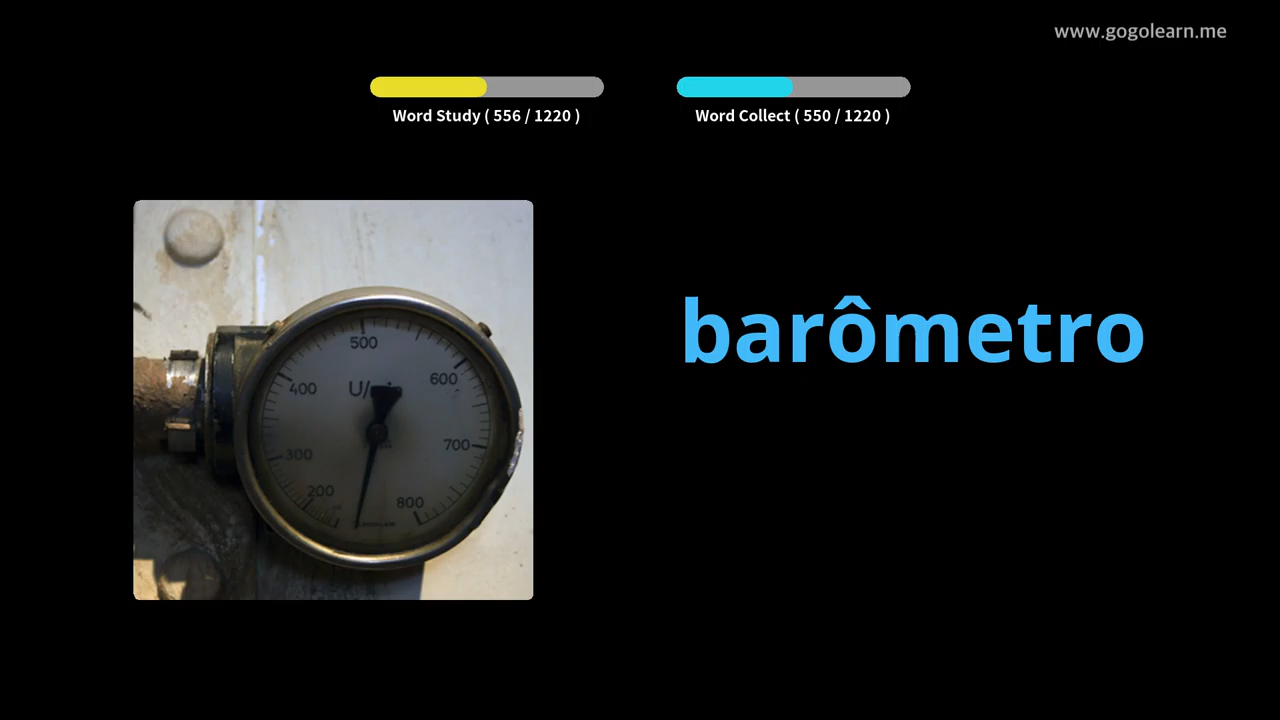 www.gogolearn.me
Word Study ( 556 / 1220 )
Word Collect ( 550 / 1220 )
barômetro
500
400
600
U/
300
700
200
800